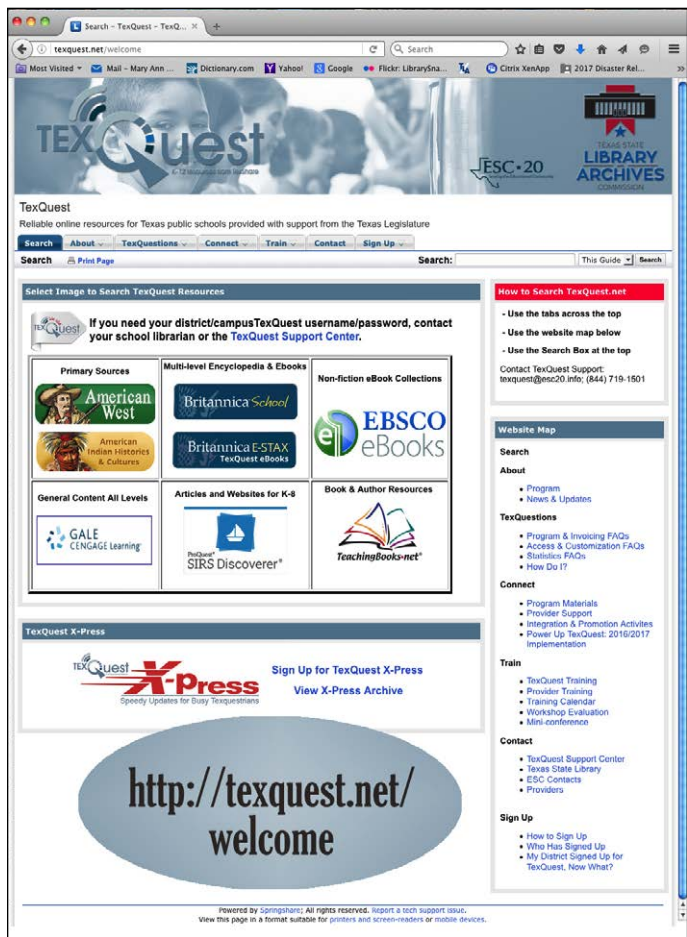 Search - TexQuest - TexQ...
texquest.net/welcome
Search
Most Visited
Mail - Mary Ann ...
Dictionary.com
Yahoo!
Google
Flickr: LibrarySna...
Citrix XenApp
2017 Disaster Rel...
TEXQuest
K-12 resources Texans share
ESC•20
TEXAS STATE
LIBRARY
ARCHIVES
COMMISSION
TexQuest
Reliable online resources for Texas public schools provided with support from the Texas Legislature
Search About TexQuestions Connect Train Contact Sign Up
Search Print Page Search: This Guide Search
Select Image to Search TexQuest Resources
TEXQuest
If you need your district/campusTexQuest username/password, contact
your school librarian or the TexQuest Support Center.
Primary Sources
American
West
American
Indian Histories
& Cultures
Multi-level Encyclopedia & Ebooks
Britannica School
Britannica E-STAX
TexQuest eBooks
Non-fiction eBook Collections
EBSCO
eBooks
General Content All Levels
GALE
CENGAGE Learning
Articles and Websites for K-8
ProQuest
SIRS Discoverer®
Book & Author Resources
TeachingBooks.net
TexQuest X-Press
TEXQuest
X-Press
Speedy Updates for Busy Texquestrians
Sign Up for TexQuest X-Press
View X-Press Archive
http://texquest.net/
welcome
How to Search TexQuest.net
- Use the tabs across the top
- Use the website map below
- Use the Search Box at the top
Contact TexQuest Support:
texquest@esc20.info; (844) 719-1501
Website Map
Search
About
• Program
• News & Updates
TexQuestions
• Program & Invoicing FAQs
• Access & Customization FAQs
• Statistics FAQs
• How Do I?
Connect
• Program Materials
• Provider Support
• Integration & Promotion Activites
• Power Up TexQuest: 2016/2017
Implementation
Train
• TexQuest Training
• Provider Training
• Training Calendar
• Workshop Evaluation
• Mini-conference
Contact
• TexQuest Support Center
• Texas State Library
• ESC Contacts
• Providers
Sign Up
• How to Sign Up
• Who Has Signed Up
• My District Signed Up for
TexQuest, Now What?
Powered by Springshare; All rights reserved. Report a tech support issue.
View this page in a format suitable for printers and screen-readers or mobile devices.